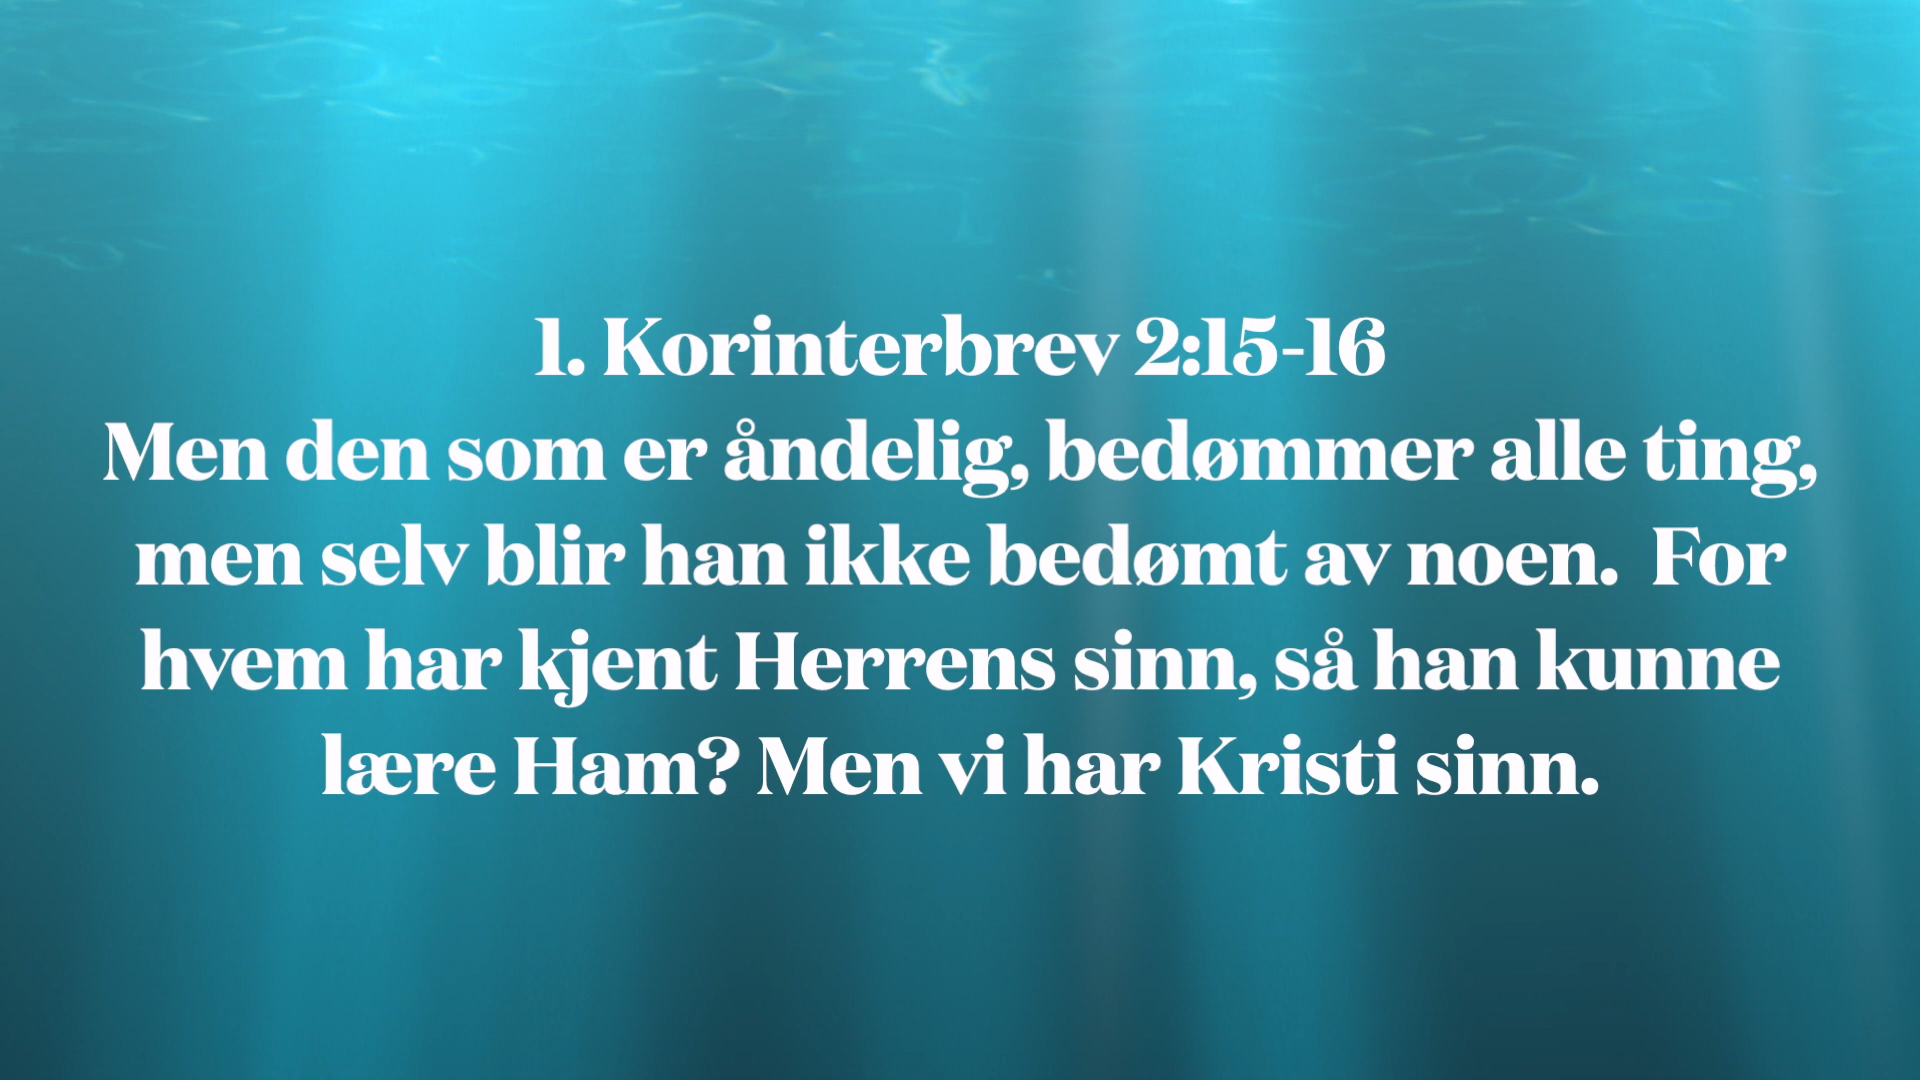 1. Korinterbrev 2:15-16
Men den som er åndelig, bedømmer alle ting,
men selv blir han ikke bedømt av noen.  For
hvem har kjent Herrens sinn, så han kunne
lære Ham? Men vi har Kristi sinn.